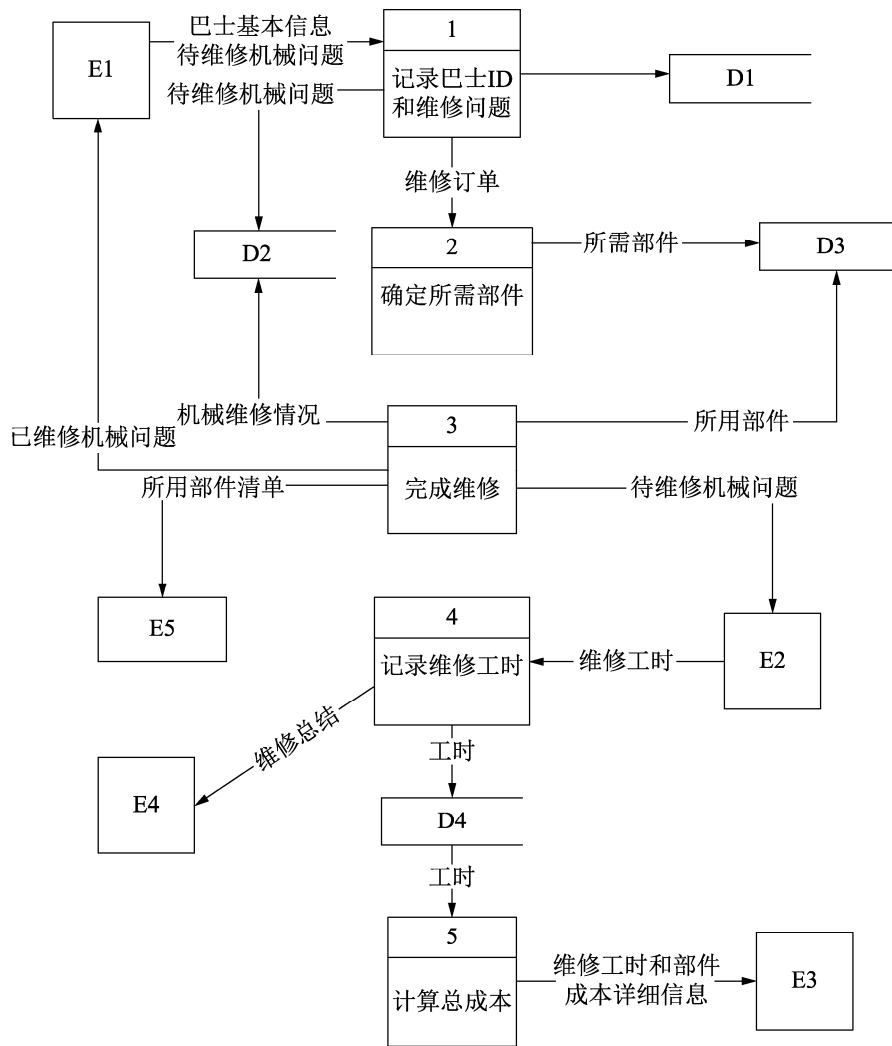 巴士基本信息
待维修机械问题
E1
1
记录巴士ID
和维修问题
D1
待维修机械问题
维修订单
D2
2
确定所需部件
所需部件
D3
机械维修情况
3
完成维修
所用部件
已维修机械问题
所用部件清单
待维修机械问题
E5
4
记录维修工时
维修工时
E2
维修总结
工时
E4
D4
工时
5
计算总成本
维修工时和部件
成本详细信息
E3